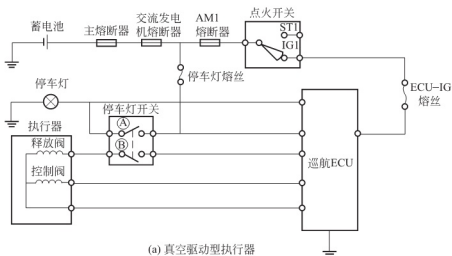 蓄电池
主熔断器
交流发电
机熔断器
AM1
熔断器
点火开关
ST1
IG1
停车灯熔丝
ECU-IG
熔丝
停车灯
停车灯开关
A
B
执行器
释放阀
控制阀
巡航ECU
(a) 真空驱动型执行器